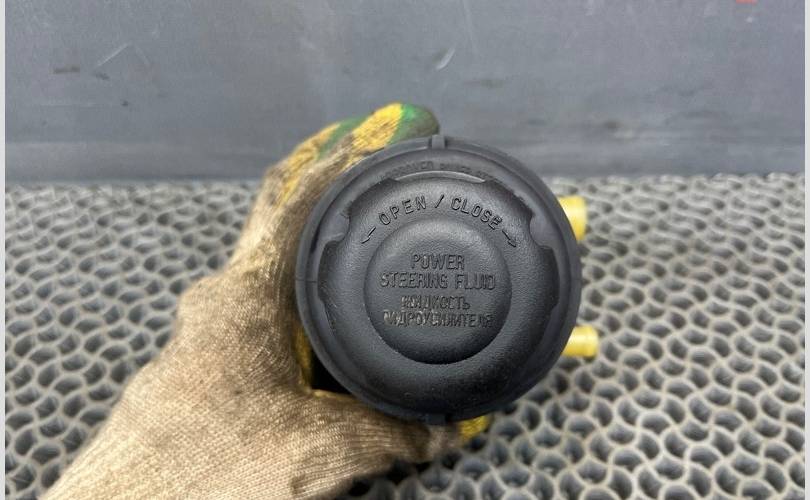 ← OPEN / CLOSE →
POWER
STEERING FLUID
ЖИДКОСТЬ
ГИДРОУСИЛИТЕЛЯ